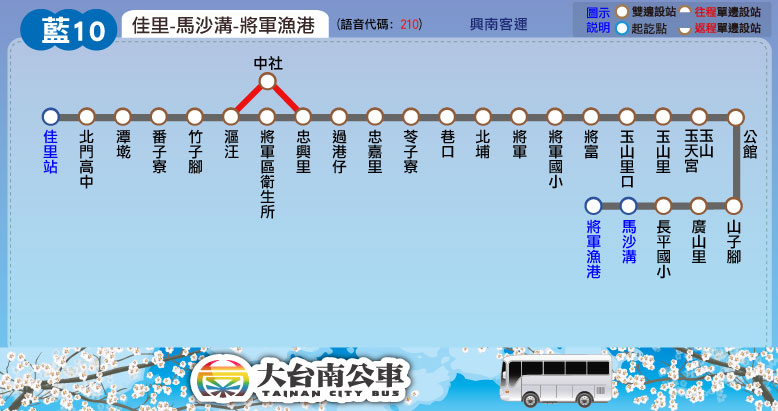 藍10
佳里-馬沙溝-將軍漁港
(語音代碼: 210)
興南客運
圖示說明
雙邊設站
往程單邊設站
起訖點
返程單邊設站
中社
佳里站
北門高中
潭墘
番子寮
竹子腳
漚汪
將軍區衛生所
忠興里
過港仔
忠嘉里
苓子寮
巷口
北埔
將軍
將軍國小
將富
玉山里口
玉山里
玉山玉天宮
公館
將軍漁港
馬沙溝
長平國小
廣山里
山子腳
大台南公車
TAINAN CITY BUS